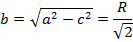 b = √(a² − c²) = R/√2